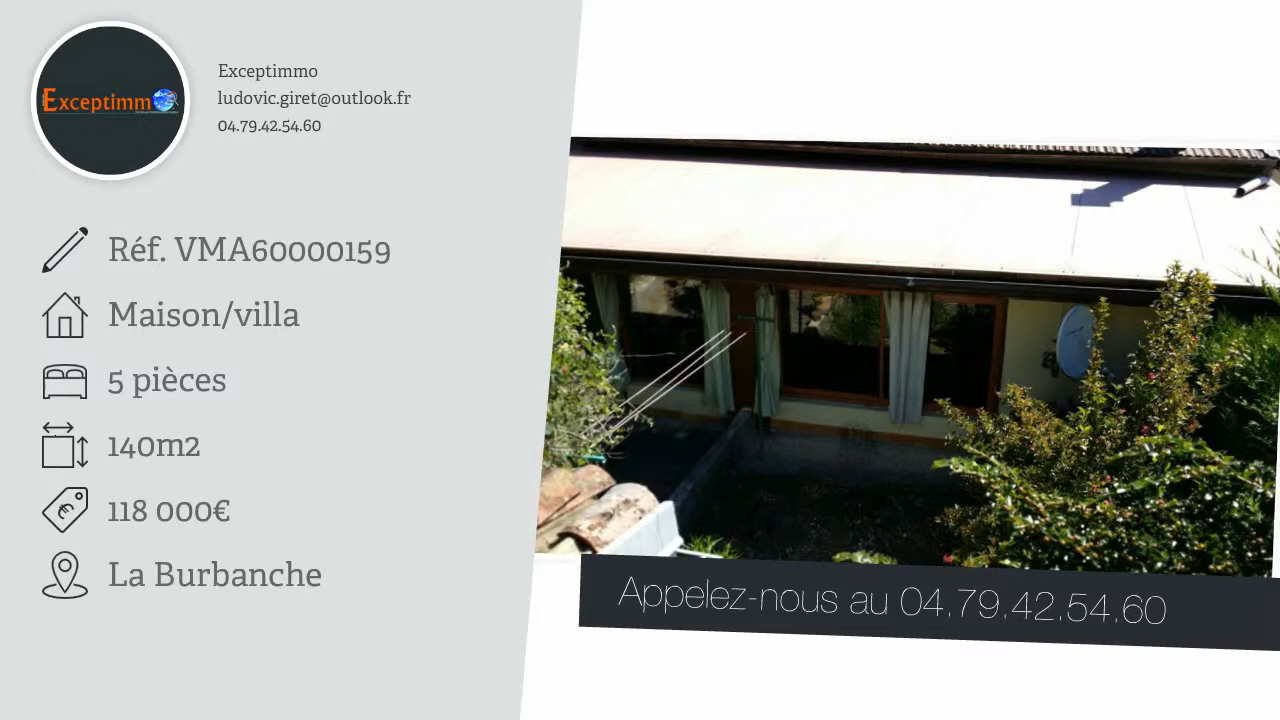 Exceptimmo
Exceptimmo
ludovic.giret@outlook.fr
04.79.42.54.60
Réf. VMA60000159
Maison/villa
5 pièces
140m2
118 000€
La Burbanche
Appelez-nous au 04.79.42.54.60